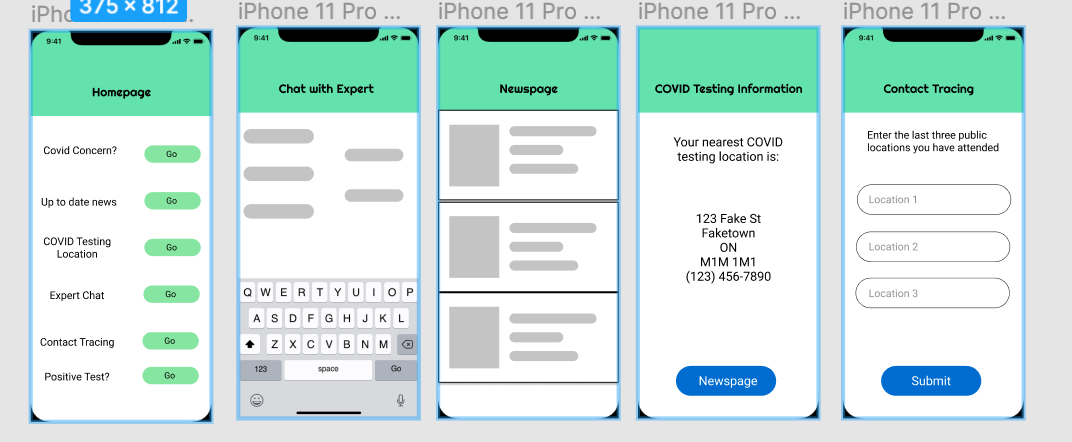 iPho
375 × 812
.
iPhone 11 Pro ...
iPhone 11 Pro ...
iPhone 11 Pro ...
iPhone 11 Pro ...
9:41
Homepage
Covid Concern?
Go
Up to date news
Go
COVID Testing
Location
Go
Expert Chat
Go
Contact Tracing
Go
Positive Test?
Go
9:41
Chat with Expert
Q W E R T Y U I O P
A S D F G H J K L
Z X C V B N M
123
space
Go
9:41
Newspage
COVID Testing Information
Your nearest COVID
testing location is:
123 Fake St
Faketown
ON
M1M 1M1
(123) 456-7890
Newspage
9:41
Contact Tracing
Enter the last three public
locations you have attended
Location 1
Location 2
Location 3
Submit